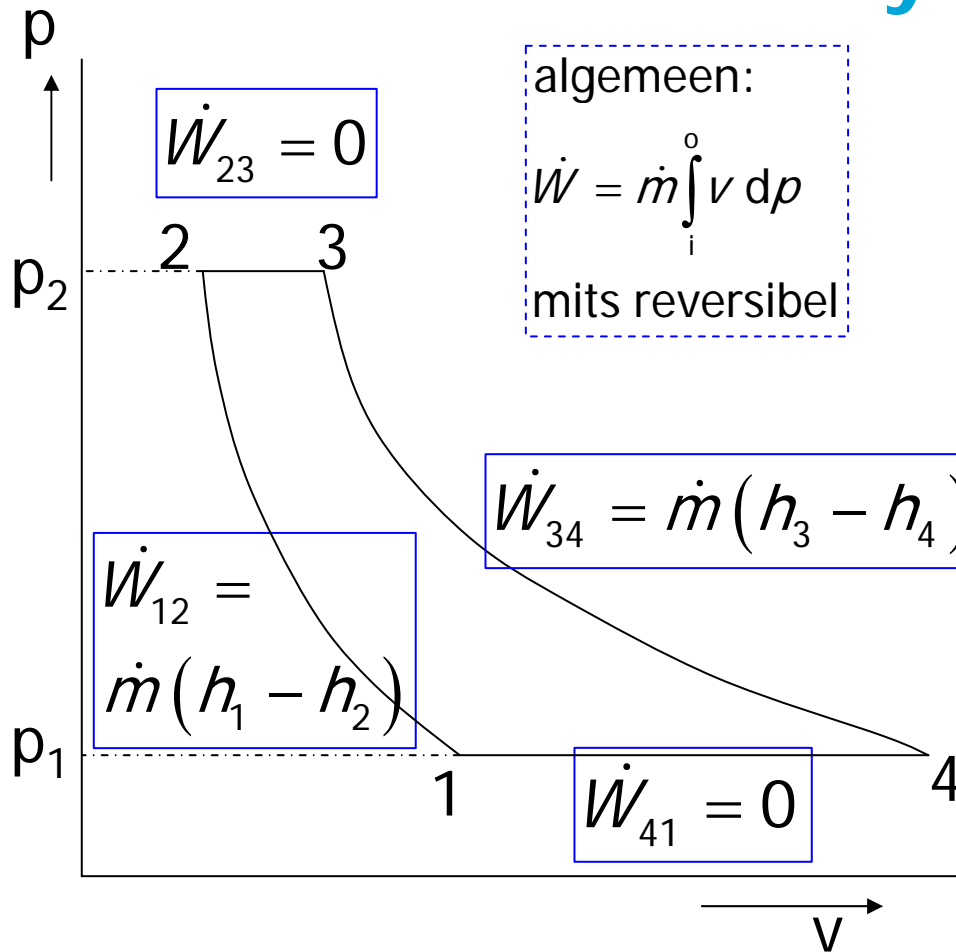 p
algemeen:
Ẇ₂₃ = 0
Ẇ = ṁ ∫ᵢᵒ v dp
mits reversibel
2 3
p₂
Ẇ₃₄ = ṁ(h₃ − h₄)
Ẇ₁₂ =
ṁ(h₁ − h₂)
p₁
1
4
Ẇ₄₁ = 0
v